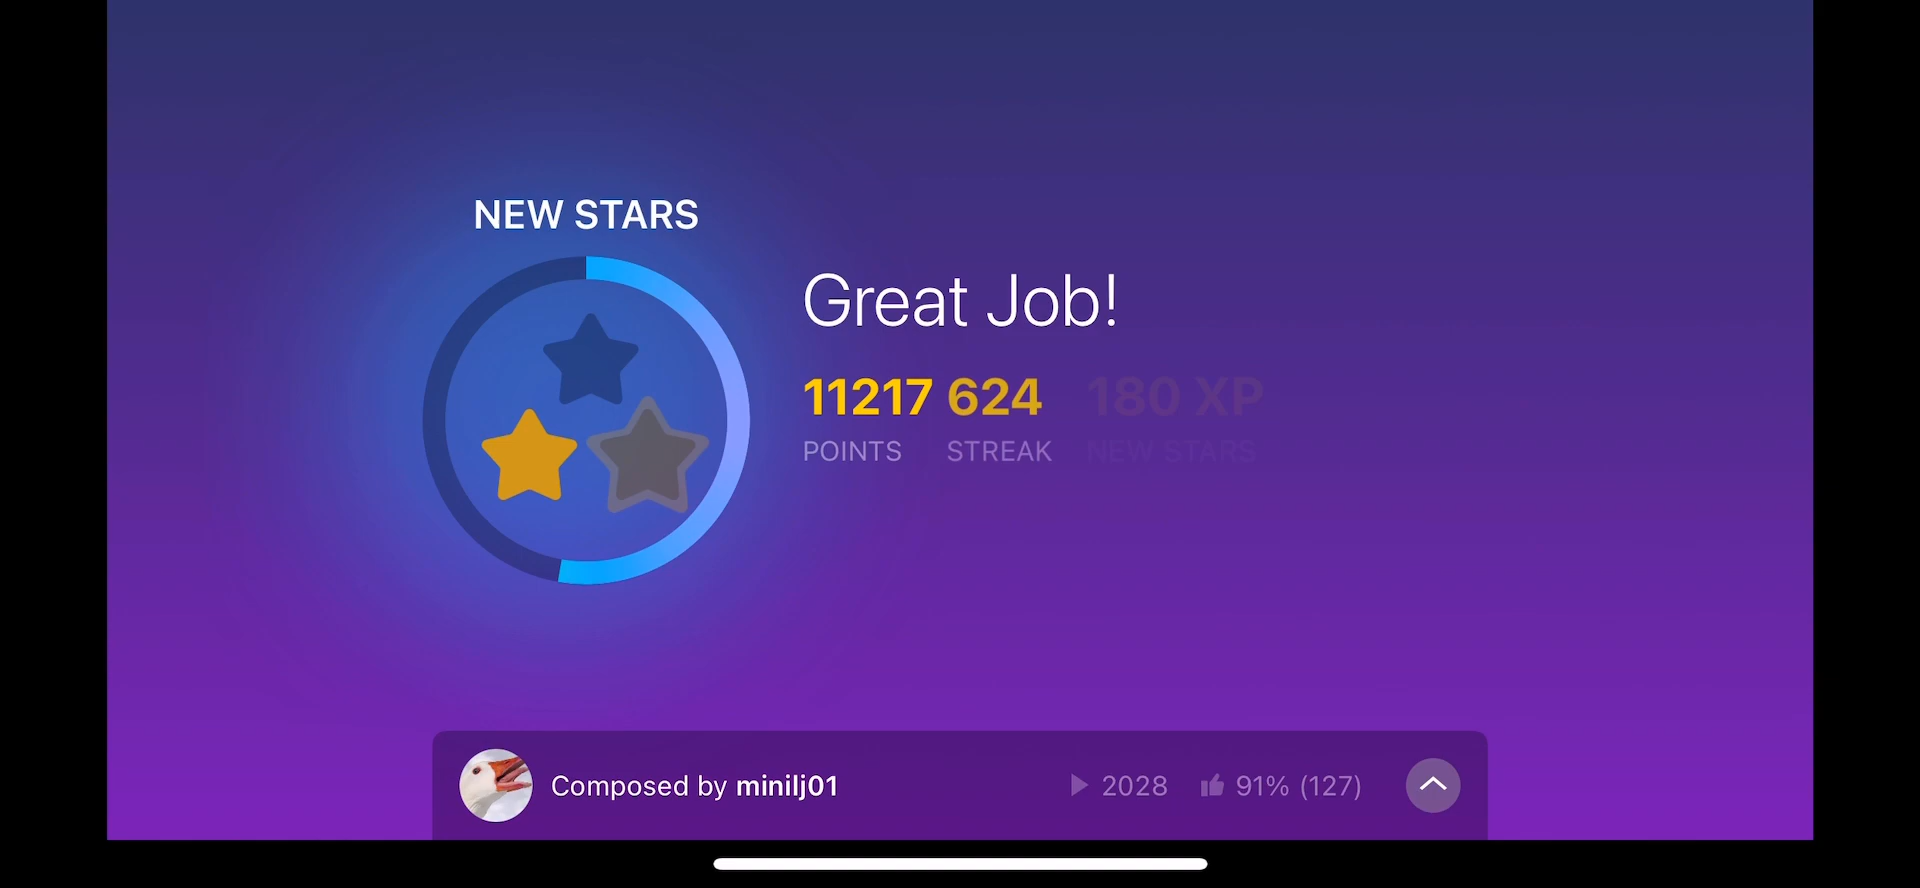 NEW STARS
Great Job!
11217 624 180 XP
POINTS STREAK NEW STARS
Composed by minilj01 2028 91% (127)